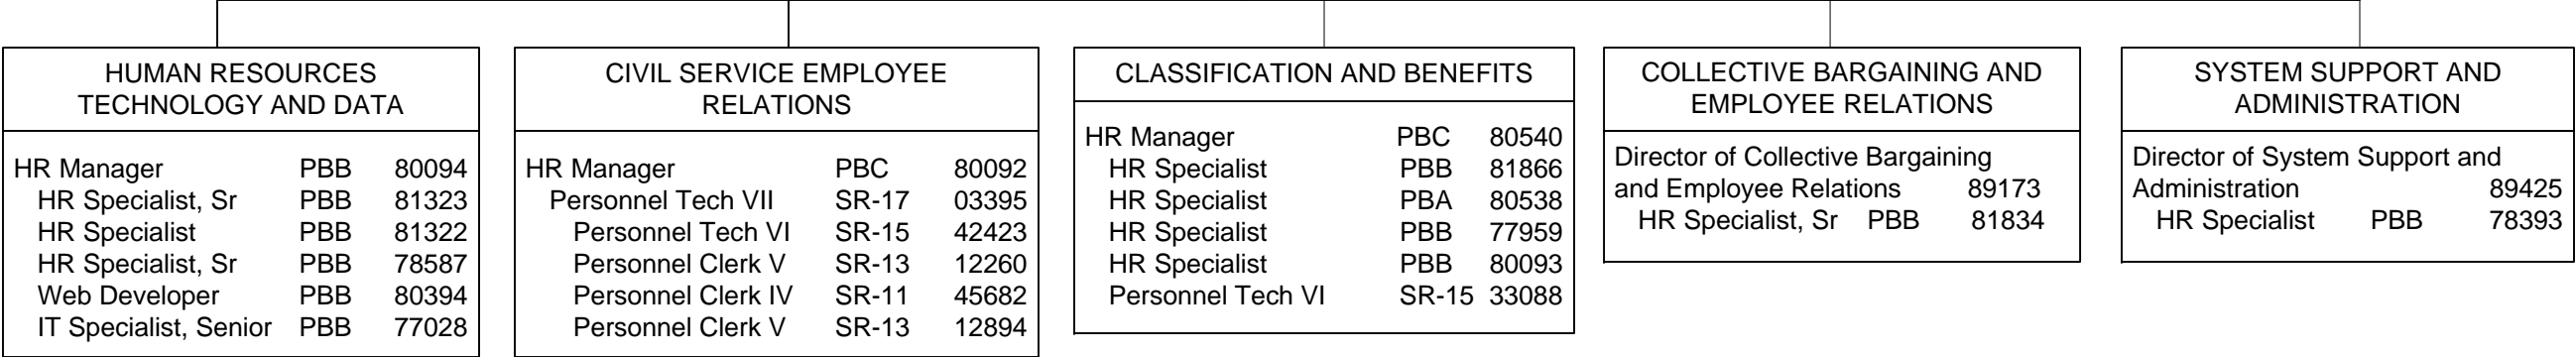 HUMAN RESOURCES
TECHNOLOGY AND DATA
HR Manager PBB 80094
HR Specialist, Sr PBB 81323
HR Specialist PBB 81322
HR Specialist, Sr PBB 78587
Web Developer PBB 80394
IT Specialist, Senior PBB 77028
CIVIL SERVICE EMPLOYEE
RELATIONS
HR Manager PBC 80092
Personnel Tech VII SR-17 03395
Personnel Tech VI SR-15 42423
Personnel Clerk V SR-13 12260
Personnel Clerk IV SR-11 45682
Personnel Clerk V SR-13 12894
CLASSIFICATION AND BENEFITS
HR Manager PBC 80540
HR Specialist PBB 81866
HR Specialist PBA 80538
HR Specialist PBB 77959
HR Specialist PBB 80093
Personnel Tech VI SR-15 33088
COLLECTIVE BARGAINING AND
EMPLOYEE RELATIONS
Director of Collective Bargaining
and Employee Relations 89173
HR Specialist, Sr PBB 81834
SYSTEM SUPPORT AND
ADMINISTRATION
Director of System Support and
Administration 89425
HR Specialist PBB 78393